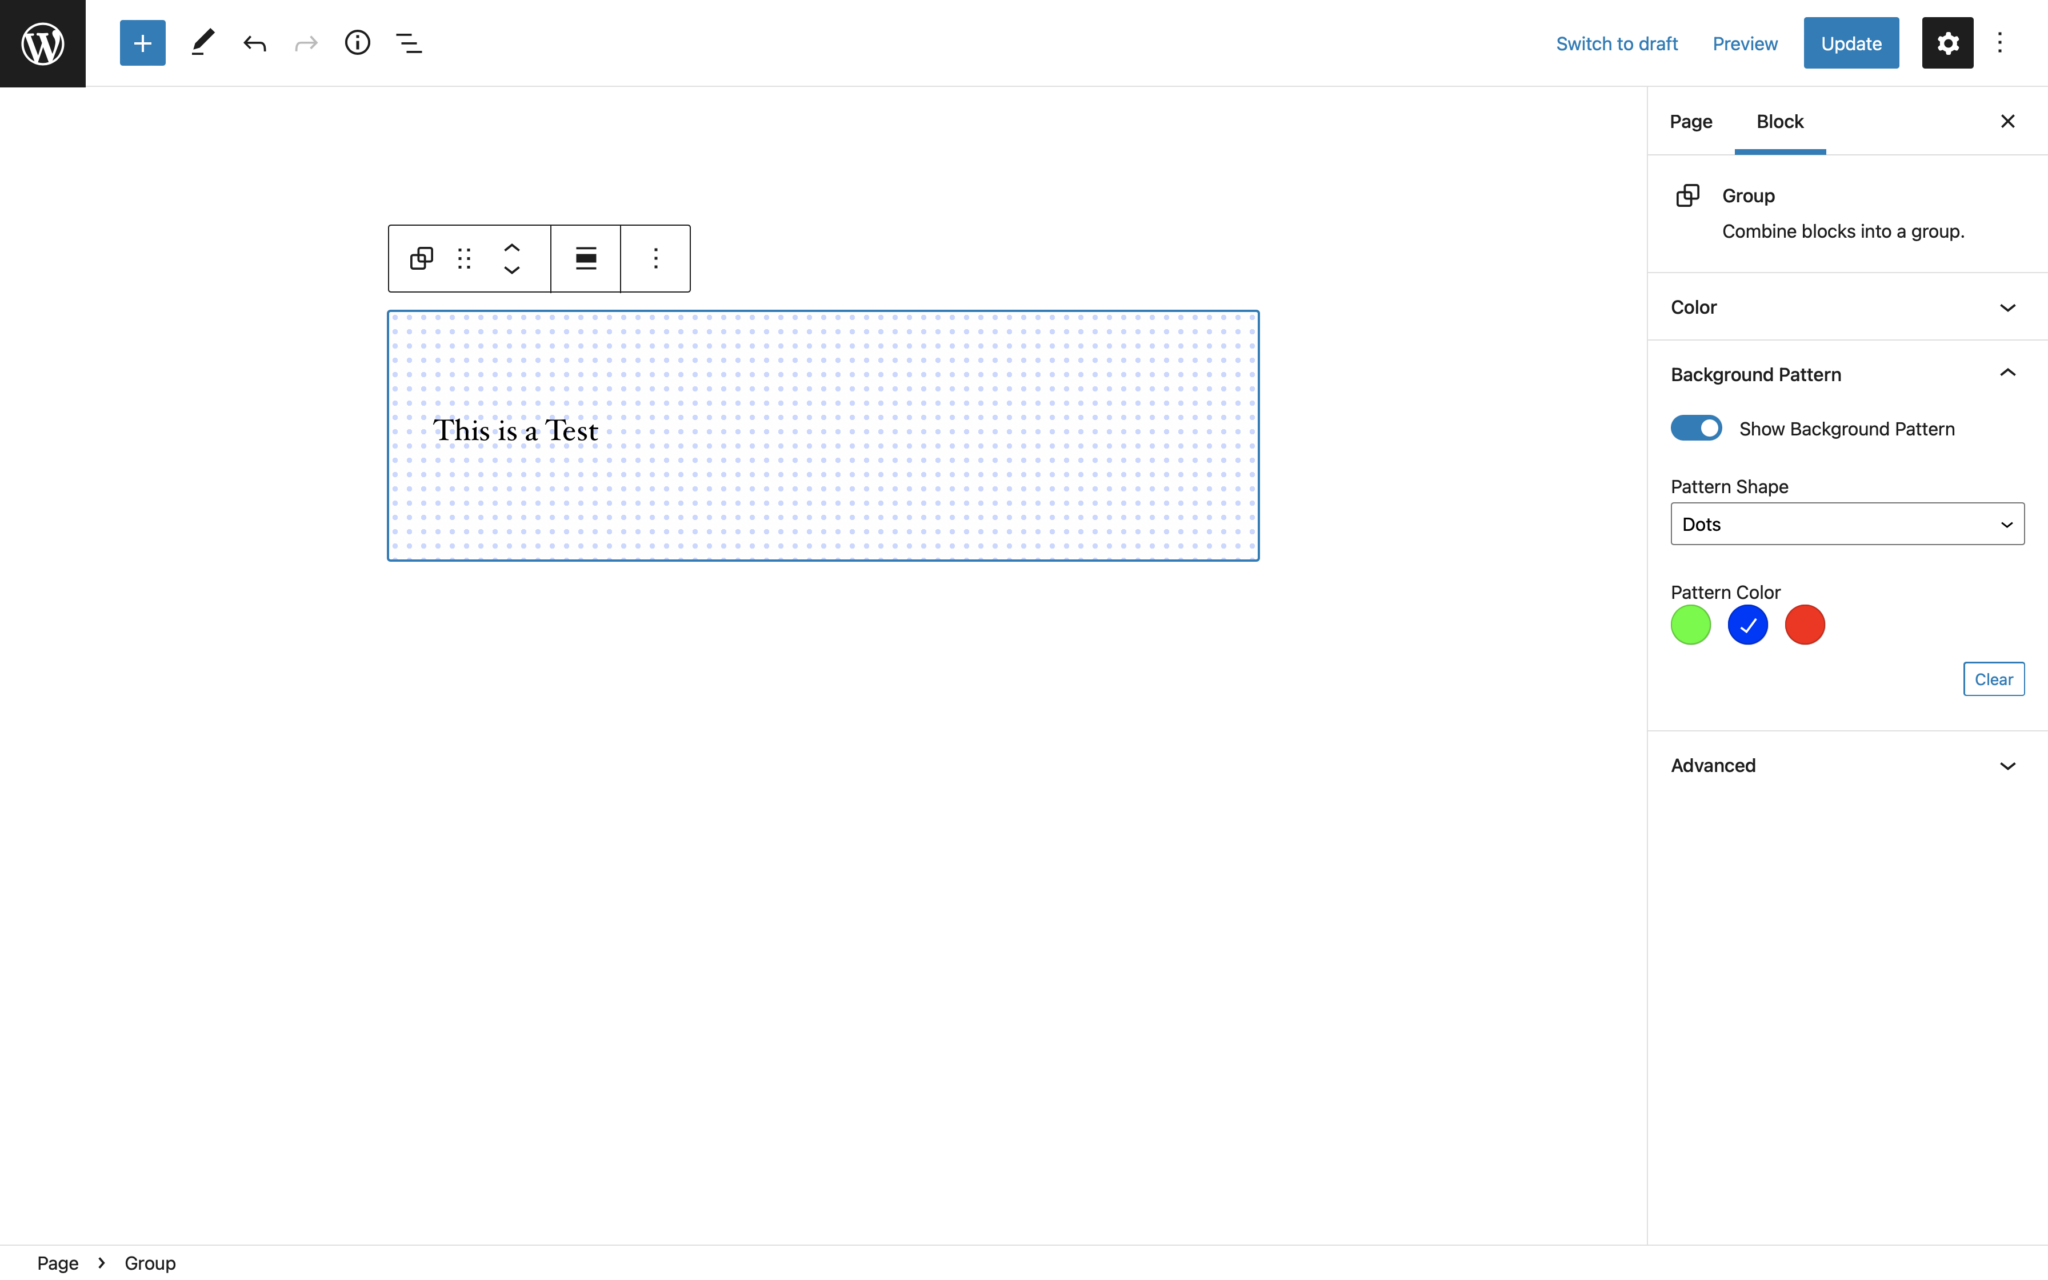 Switch to draft Preview Update
Page Block
Group
Combine blocks into a group.
Color
Background Pattern
Show Background Pattern
Pattern Shape
Dots
Pattern Color
Clear
Advanced
This is a Test
Page Group